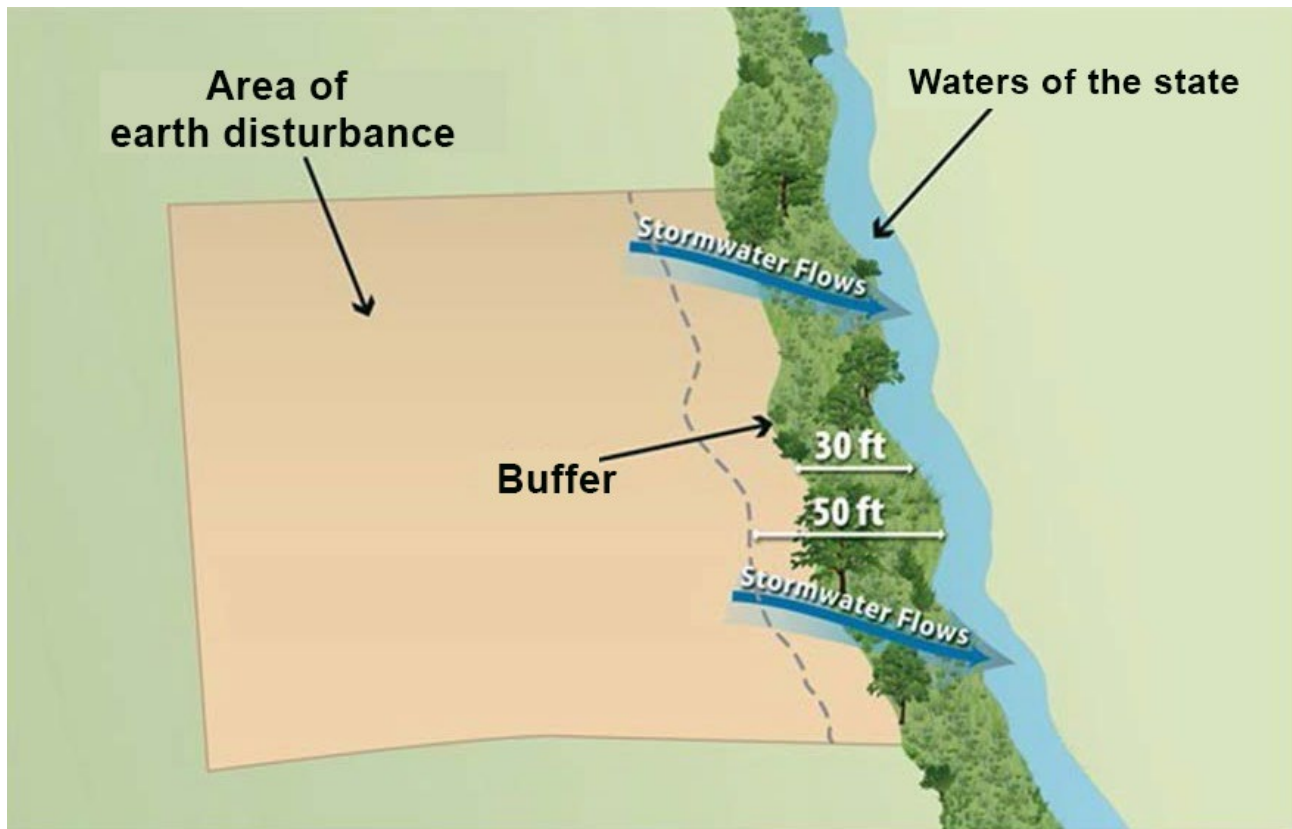 Area of
earth disturbance
Waters of the state
Stormwater Flows
Buffer
30 ft
50 ft
Stormwater Flows